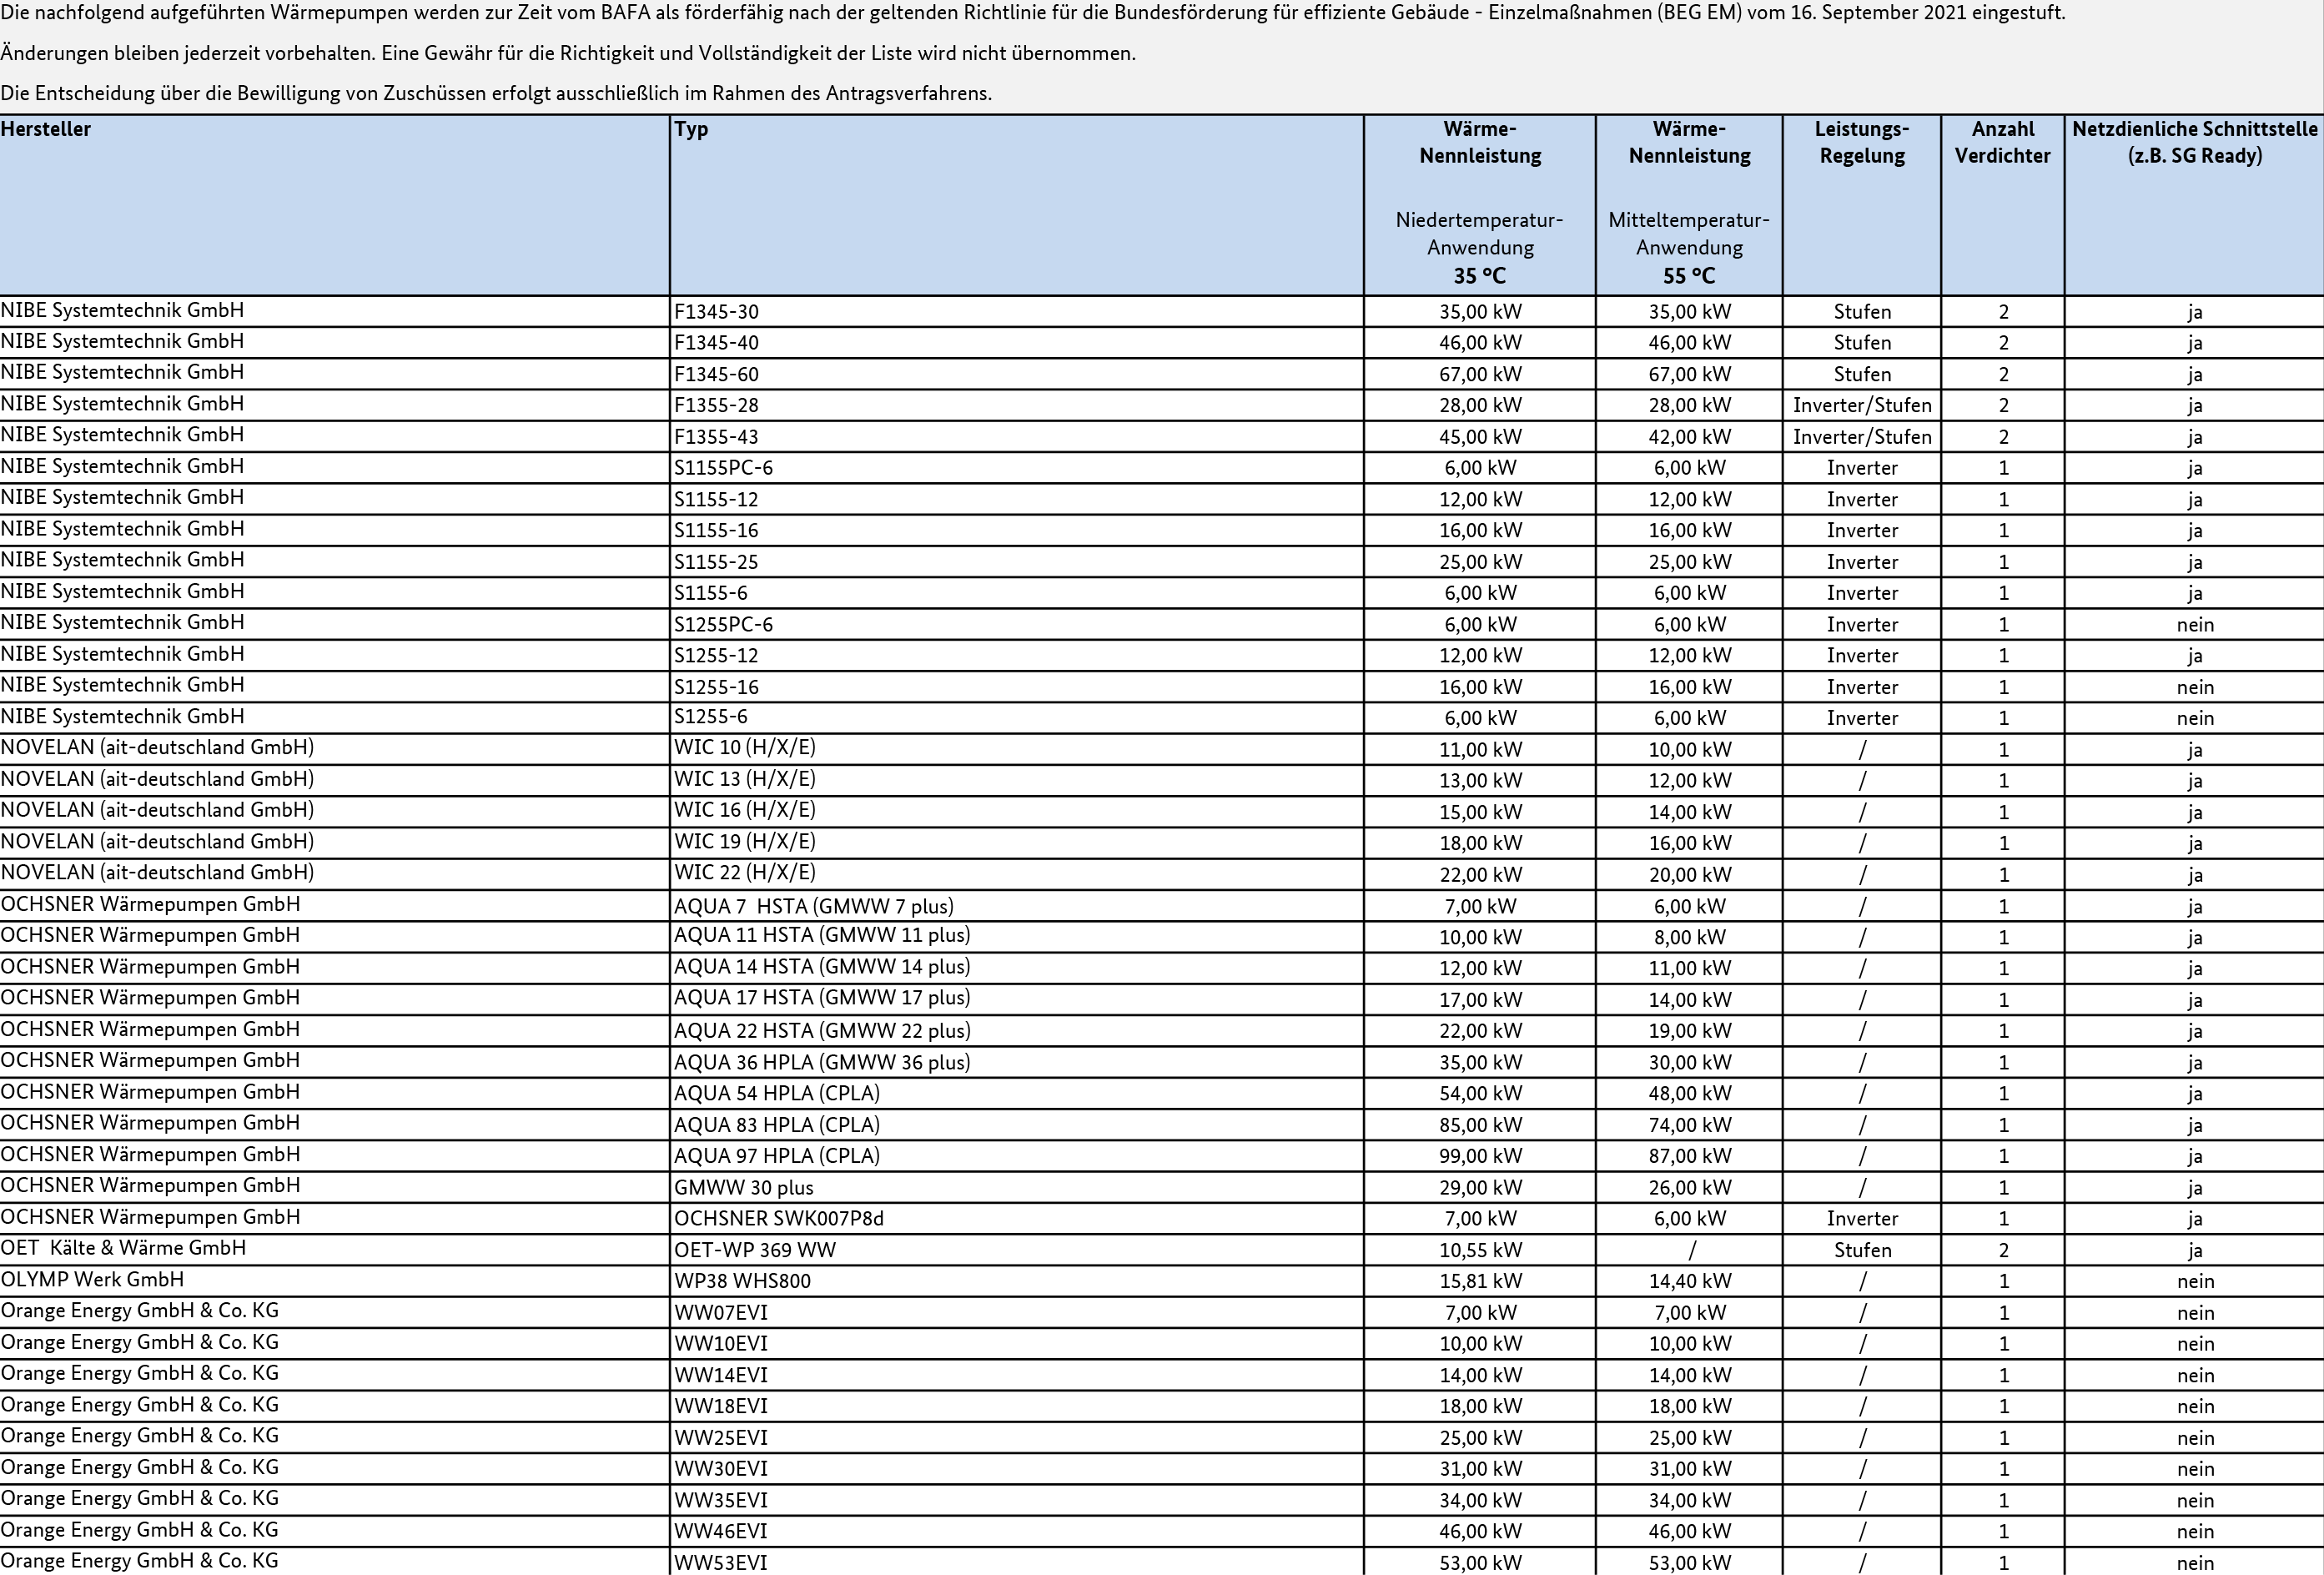 Die nachfolgend aufgeführten Wärmepumpen werden zur Zeit vom BAFA als förderfähig nach der geltenden Richtlinie für die Bundesförderung für effiziente Gebäude - Einzelmaßnahmen (BEG EM) vom 16. September 2021 eingestuft.
Änderungen bleiben jederzeit vorbehalten. Eine Gewähr für die Richtigkeit und Vollständigkeit der Liste wird nicht übernommen.
Die Entscheidung über die Bewilligung von Zuschüssen erfolgt ausschließlich im Rahmen des Antragsverfahrens.
Hersteller Typ Wärme- Wärme- Leistungs- Anzahl Netzdienliche Schnittstelle
Nennleistung Nennleistung Regelung Verdichter (z.B. SG Ready)
Niedertemperatur- Mitteltemperatur-
Anwendung Anwendung
35 °C 55 °C
NIBE Systemtechnik GmbH F1345-30 35,00 kW 35,00 kW Stufen 2 ja
NIBE Systemtechnik GmbH F1345-40 46,00 kW 46,00 kW Stufen 2 ja
NIBE Systemtechnik GmbH F1345-60 67,00 kW 67,00 kW Stufen 2 ja
NIBE Systemtechnik GmbH F1355-28 28,00 kW 28,00 kW Inverter/Stufen 2 ja
NIBE Systemtechnik GmbH F1355-43 45,00 kW 42,00 kW Inverter/Stufen 2 ja
NIBE Systemtechnik GmbH S1155PC-6 6,00 kW 6,00 kW Inverter 1 ja
NIBE Systemtechnik GmbH S1155-12 12,00 kW 12,00 kW Inverter 1 ja
NIBE Systemtechnik GmbH S1155-16 16,00 kW 16,00 kW Inverter 1 ja
NIBE Systemtechnik GmbH S1155-25 25,00 kW 25,00 kW Inverter 1 ja
NIBE Systemtechnik GmbH S1155-6 6,00 kW 6,00 kW Inverter 1 ja
NIBE Systemtechnik GmbH S1255PC-6 6,00 kW 6,00 kW Inverter 1 nein
NIBE Systemtechnik GmbH S1255-12 12,00 kW 12,00 kW Inverter 1 ja
NIBE Systemtechnik GmbH S1255-16 16,00 kW 16,00 kW Inverter 1 nein
NIBE Systemtechnik GmbH S1255-6 6,00 kW 6,00 kW Inverter 1 nein
NOVELAN (ait-deutschland GmbH) WIC 10 (H/X/E) 11,00 kW 10,00 kW / 1 ja
NOVELAN (ait-deutschland GmbH) WIC 13 (H/X/E) 13,00 kW 12,00 kW / 1 ja
NOVELAN (ait-deutschland GmbH) WIC 16 (H/X/E) 15,00 kW 14,00 kW / 1 ja
NOVELAN (ait-deutschland GmbH) WIC 19 (H/X/E) 18,00 kW 16,00 kW / 1 ja
NOVELAN (ait-deutschland GmbH) WIC 22 (H/X/E) 22,00 kW 20,00 kW / 1 ja
OCHSNER Wärmepumpen GmbH AQUA 7  HSTA (GMWW 7 plus) 7,00 kW 6,00 kW / 1 ja
OCHSNER Wärmepumpen GmbH AQUA 11 HSTA (GMWW 11 plus) 10,00 kW 8,00 kW / 1 ja
OCHSNER Wärmepumpen GmbH AQUA 14 HSTA (GMWW 14 plus) 12,00 kW 11,00 kW / 1 ja
OCHSNER Wärmepumpen GmbH AQUA 17 HSTA (GMWW 17 plus) 17,00 kW 14,00 kW / 1 ja
OCHSNER Wärmepumpen GmbH AQUA 22 HSTA (GMWW 22 plus) 22,00 kW 19,00 kW / 1 ja
OCHSNER Wärmepumpen GmbH AQUA 36 HPLA (GMWW 36 plus) 35,00 kW 30,00 kW / 1 ja
OCHSNER Wärmepumpen GmbH AQUA 54 HPLA (CPLA) 54,00 kW 48,00 kW / 1 ja
OCHSNER Wärmepumpen GmbH AQUA 83 HPLA (CPLA) 85,00 kW 74,00 kW / 1 ja
OCHSNER Wärmepumpen GmbH AQUA 97 HPLA (CPLA) 99,00 kW 87,00 kW / 1 ja
OCHSNER Wärmepumpen GmbH GMWW 30 plus 29,00 kW 26,00 kW / 1 ja
OCHSNER Wärmepumpen GmbH OCHSNER SWK007P8d 7,00 kW 6,00 kW Inverter 1 ja
OET  Kälte & Wärme GmbH OET-WP 369 WW 10,55 kW / Stufen 2 ja
OLYMP Werk GmbH WP38 WHS800 15,81 kW 14,40 kW / 1 nein
Orange Energy GmbH & Co. KG WW07EVI 7,00 kW 7,00 kW / 1 nein
Orange Energy GmbH & Co. KG WW10EVI 10,00 kW 10,00 kW / 1 nein
Orange Energy GmbH & Co. KG WW14EVI 14,00 kW 14,00 kW / 1 nein
Orange Energy GmbH & Co. KG WW18EVI 18,00 kW 18,00 kW / 1 nein
Orange Energy GmbH & Co. KG WW25EVI 25,00 kW 25,00 kW / 1 nein
Orange Energy GmbH & Co. KG WW30EVI 31,00 kW 31,00 kW / 1 nein
Orange Energy GmbH & Co. KG WW35EVI 34,00 kW 34,00 kW / 1 nein
Orange Energy GmbH & Co. KG WW46EVI 46,00 kW 46,00 kW / 1 nein
Orange Energy GmbH & Co. KG WW53EVI 53,00 kW 53,00 kW / 1 nein